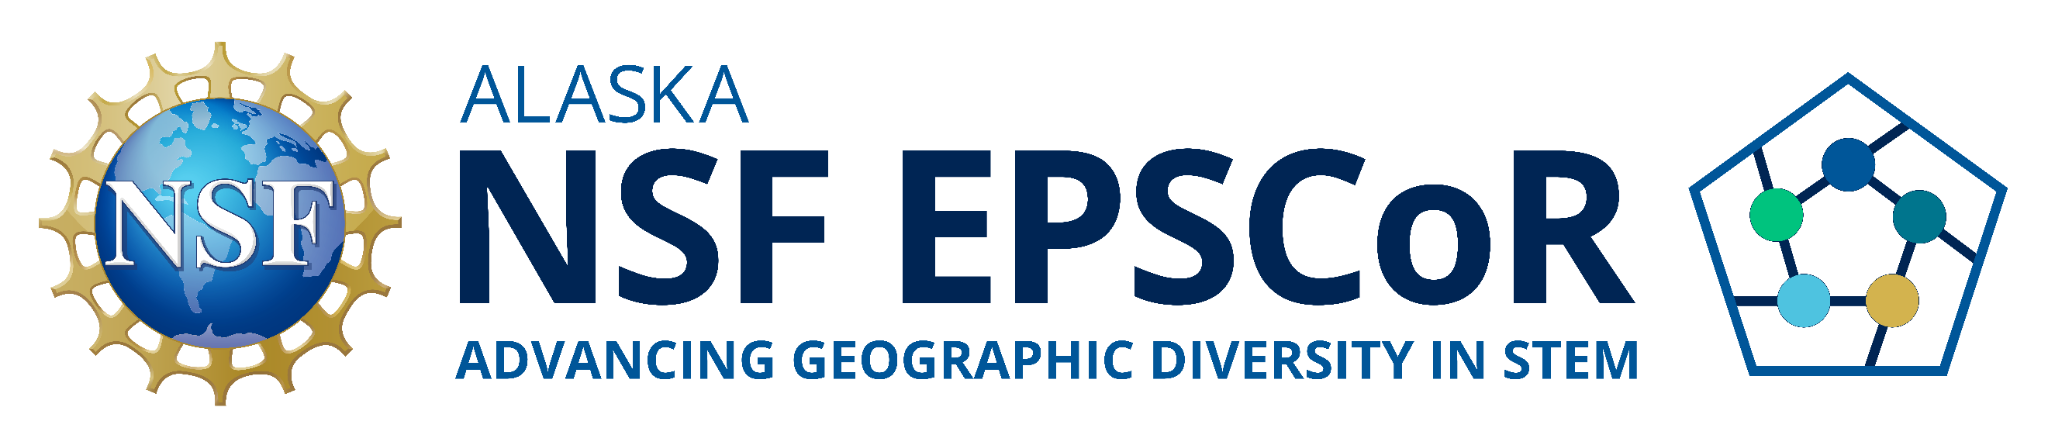 NSF
ALASKA
NSF EPSCoR
ADVANCING GEOGRAPHIC DIVERSITY IN STEM